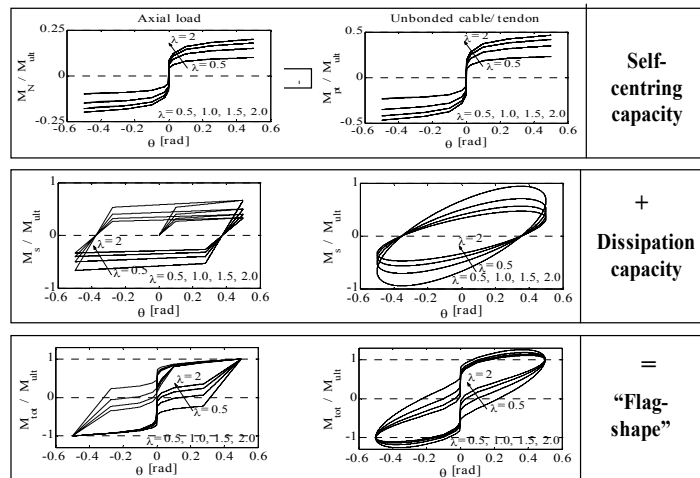 Axial load
Unbonded cable/tendon
M_N / M_ult
0.25
0
-0.25
λ=2
λ=0.5
λ=0.5, 1.0, 1.5, 2.0
-0.6 -0.4 -0.2 0 0.2 0.4 0.6
θ [rad]
M_pt / M_ult
0.5
0
-0.5
λ=2
λ=0.5
λ=0.5, 1.0, 1.5, 2.0
-0.6 -0.4 -0.2 0 0.2 0.4 0.6
θ [rad]
Self-
centring
capacity
M_s / M_ult
1
0
1
λ=2
λ=0.5
λ=0.5, 1.0, 1.5, 2.0
-0.6 -0.4 -0.2 0 0.2 0.4 0.6
θ [rad]
M_s / M_ult
1
0
1
λ=2
λ=0.5
λ=0.5, 1.0, 1.5, 2.0
-0.6 -0.4 -0.2 0 0.2 0.4 0.6
θ [rad]
+
Dissipation
capacity
M_tot / M_ult
1
0
-1
λ=2
λ=0.5
λ=0.5, 1.0, 1.5, 2.0
-0.6 -0.4 -0.2 0 0.2 0.4 0.6
θ [rad]
M_tot / M_ult
1
0
-1
λ=2
λ=0.5
λ=0.5, 1.0, 1.5, 2.0
-0.6 -0.4 -0.2 0 0.2 0.4 0.6
θ [rad]
=
“Flag-
shape”